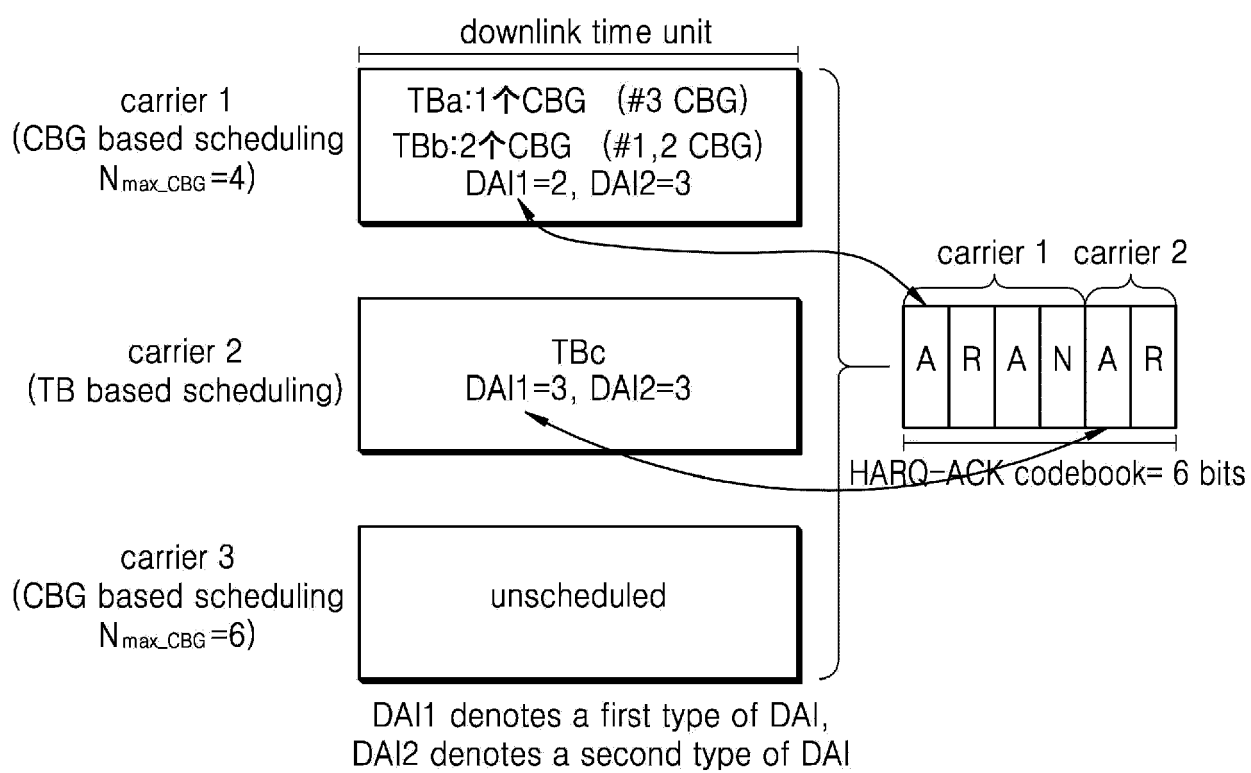 downlink time unit
carrier 1
(CBG based scheduling
Nmax_CBG=4)
TBa:1个CBG (#3 CBG)
TBb:2个CBG (#1,2 CBG)
DAI1=2, DAI2=3
carrier 1 carrier 2
A R A N A R
HARQ-ACK codebook= 6 bits
carrier 2
(TB based scheduling)
TBc
DAI1=3, DAI2=3
carrier 3
(CBG based scheduling
Nmax_CBG=6)
unscheduled
DAI1 denotes a first type of DAI,
DAI2 denotes a second type of DAI